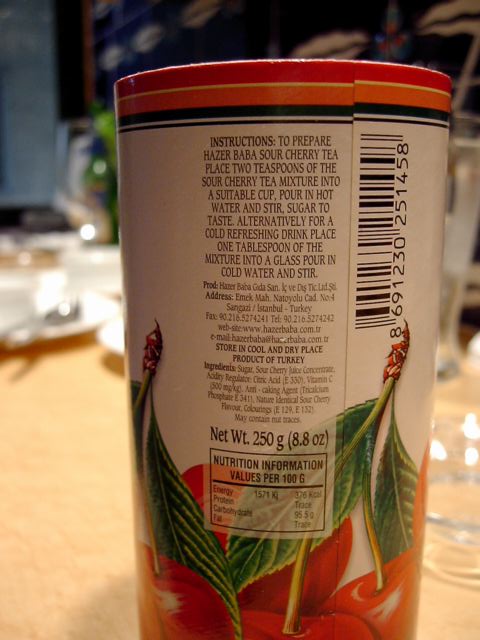 INSTRUCTIONS: TO PREPARE
HAZER BABA SOUR CHERRY TEA
PLACE TWO TEASPOONS OF THE
SOUR CHERRY TEA MIXTURE INTO
A SUITABLE CUP, POUR IN HOT
WATER AND STIR, SUGAR TO
TASTE. ALTERNATIVELY FOR A
COLD REFRESHING DRINK PLACE
ONE TABLESPOON OF THE
MIXTURE INTO A GLASS POUR IN
COLD WATER AND STIR.
Prod: Hazer Baba Gıda San. İç ve Dış Tic.Ltd.Şti.
Address: Emek Mah. Natoyolu Cad. No:4
Sarıgazi / İstanbul - Turkey
Fax: 90.216.5274241 Tel: 90.216.5274242
web-site:www.hazerbaba.com.tr
e-mail:hazerbaba@hazerbaba.com.tr
STORE IN COOL AND DRY PLACE
PRODUCT OF TURKEY
Ingredients: Sugar, Sour Cherry Juice Concentrate,
Acidity Regulator: Citric Acid (E 330), Vitamin C
(500 mg/kg), Anti - caking Agent (Tricalcium
Phosphate E 341), Nature Identical Sour Cherry
Flavour, Colourings (E 129, E 132).
May contain nut traces.
Net Wt. 250 g (8.8 oz)
NUTRITION INFORMATION
VALUES PER 100 G
Energy 1571 Kj 376 Kcal
Protein Trace
Carbohydrate 95.5 g
Fat Trace
8 691230 251458